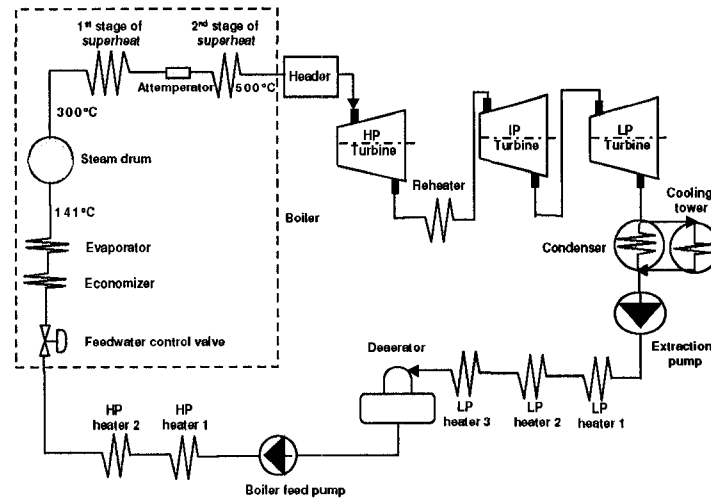 1st stage of
superheat
2nd stage of
superheat
Attemperator
500°C
Header
300°C
Steam drum
141°C
Evaporator
Economizer
Feedwater control valve
Boiler
HP
Turbine
Reheater
IP
Turbine
LP
Turbine
Cooling
tower
Condenser
Extraction
pump
Deaerator
LP
heater 3
LP
heater 2
LP
heater 1
HP
heater 2
HP
heater 1
Boiler feed pump